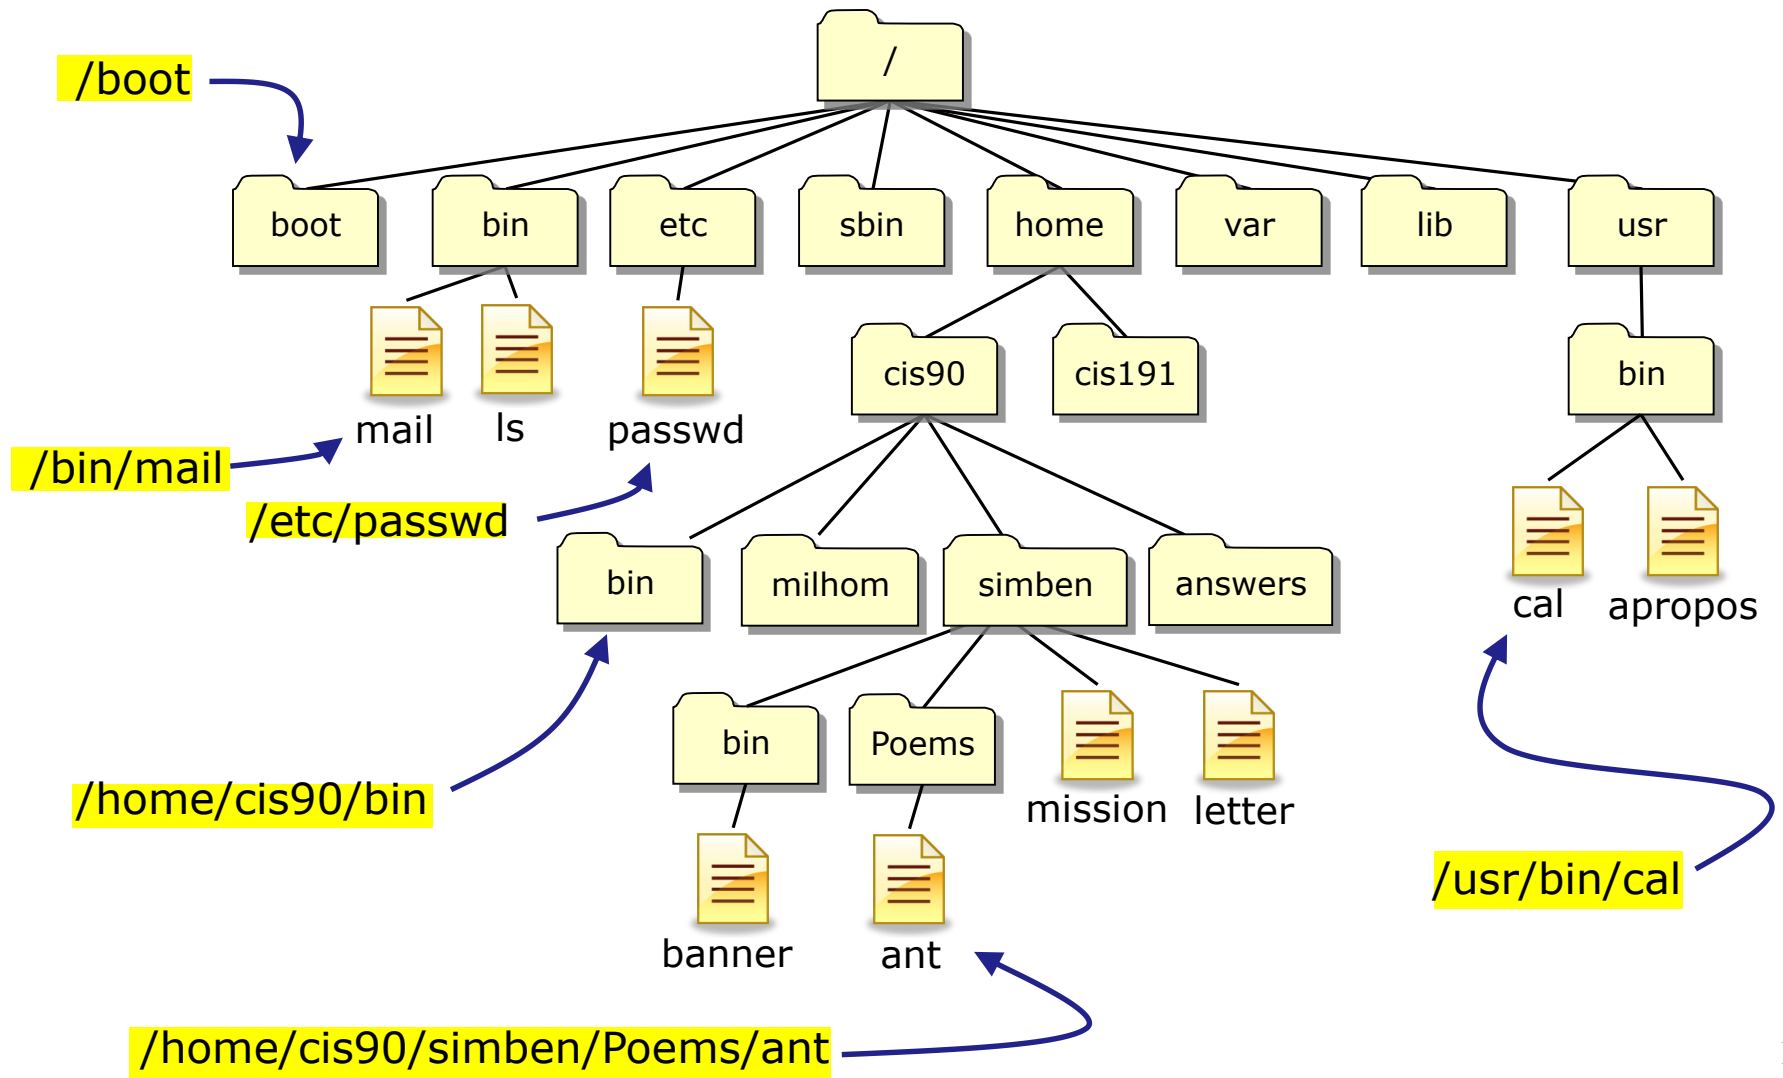 /
/boot
boot
bin
etc
sbin
home
var
lib
usr
mail
ls
passwd
cis90
cis191
bin
/bin/mail
/etc/passwd
bin
milhom
simben
answers
cal
apropos
bin
Poems
mission
letter
/home/cis90/bin
/usr/bin/cal
banner
ant
/home/cis90/simben/Poems/ant